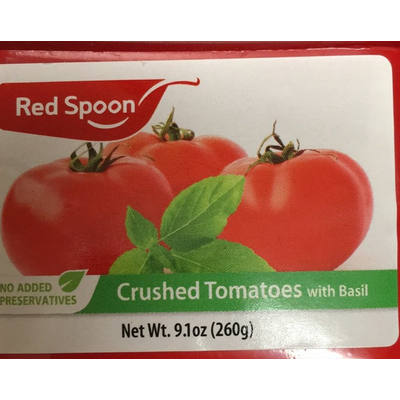 Red Spoon
NO ADDED
PRESERVATIVES
Crushed Tomatoes with Basil
Net Wt. 9.1oz (260g)